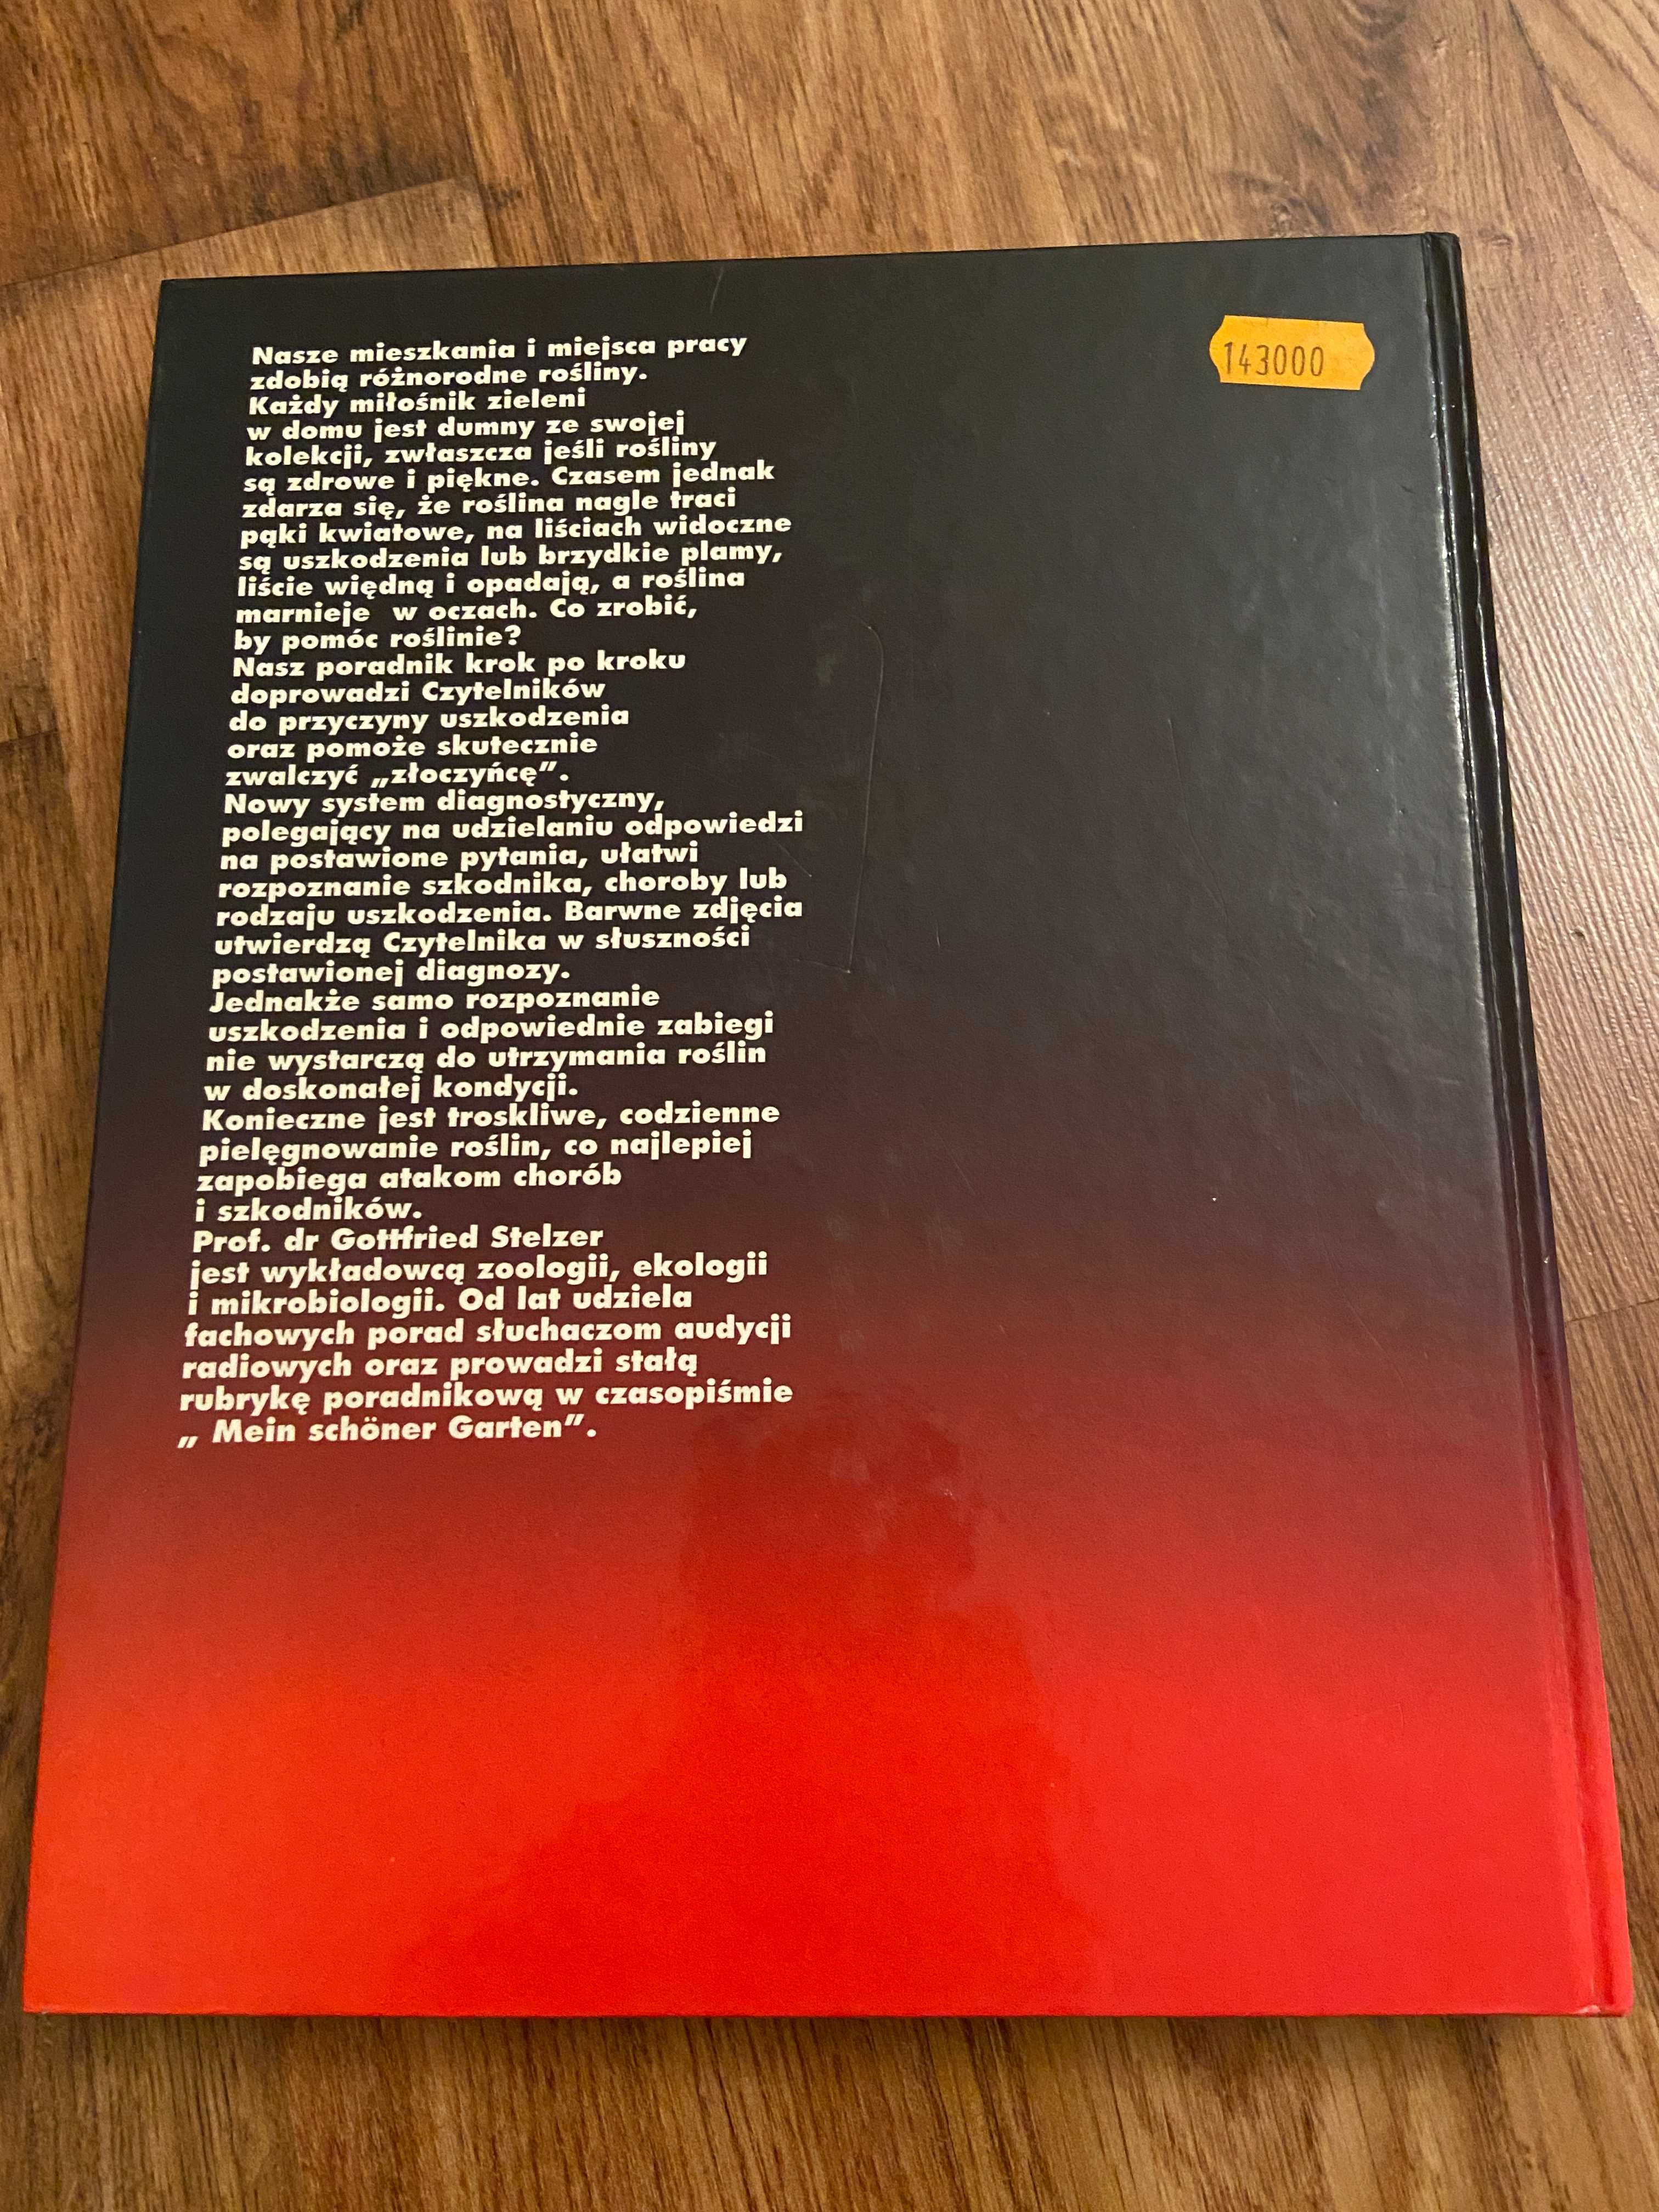 Nasze mieszkania i miejsca pracy
zdobią różnorodne rośliny.
Każdy miłośnik zieleni
w domu jest dumny ze swojej
kolekcji, zwłaszcza jeśli rośliny
są zdrowe i piękne. Czasem jednak
zdarza się, że roślina nagle traci
pąki kwiatowe, na liściach widoczne
są uszkodzenia lub brzydkie plamy,
liście więdną i opadają, a roślina
marnieje w oczach. Co zrobić,
by pomóc roślinie?
Nasz poradnik krok po kroku
doprowadzi Czytelników
do przyczyny uszkodzenia
oraz pomoże skutecznie
zwalczyć „złoczyńcę”.
Nowy system diagnostyczny,
polegający na udzielaniu odpowiedzi
na postawione pytania, ułatwi
rozpoznanie szkodnika, choroby lub
rodzaju uszkodzenia. Barwne zdjęcia
utwierdzą Czytelnika w słuszności
postawionej diagnozy.
Jednakże samo rozpoznanie
uszkodzenia i odpowiednie zabiegi
nie wystarczą do utrzymania roślin
w doskonałej kondycji.
Konieczne jest troskliwe, codzienne
pielęgnowanie roślin, co najlepiej
zapobiega atakom chorób
i szkodników.
Prof. dr Gottfried Stelzer
jest wykładowcą zoologii, ekologii
i mikrobiologii. Od lat udziela
fachowych porad słuchaczom audycji
radiowych oraz prowadzi stałą
rubrykę poradnikową w czasopiśmie
„ Mein schöner Garten”.
143000